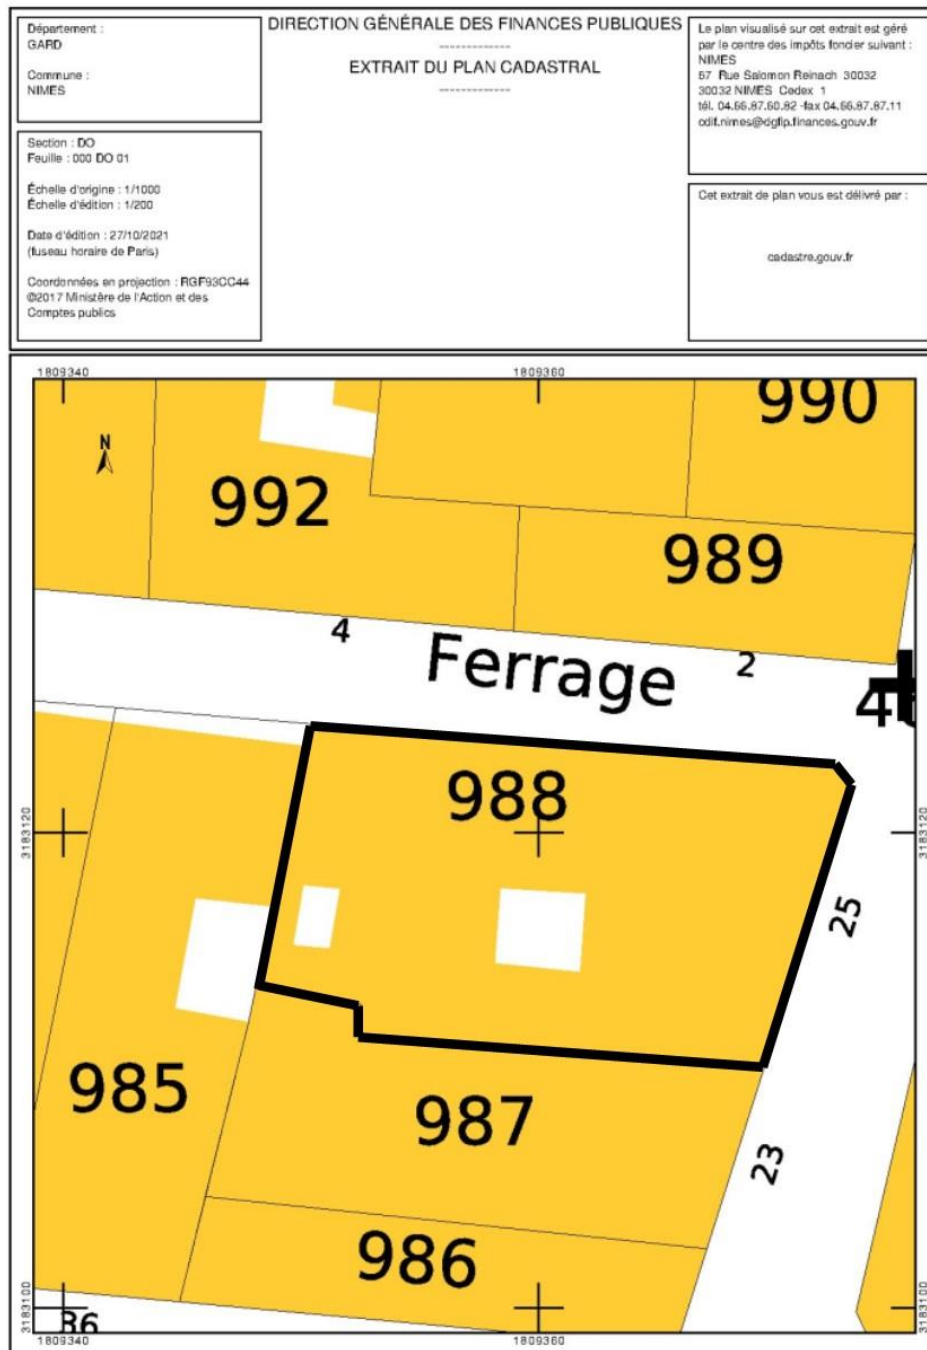 Département :
GARD
Commune :
NIMES
Section : DO
Feuille : 000 DO 01
Échelle d'origine : 1/1000
Échelle d'édition : 1/200
Date d'édition : 27/10/2021
(fuseau horaire de Paris)
Coordonnées en projection : RGF93CC44
©2017 Ministère de l'Action et des
Comptes publics
DIRECTION GÉNÉRALE DES FINANCES PUBLIQUES
-------------
EXTRAIT DU PLAN CADASTRAL
-------------
Le plan visualisé sur cet extrait est géré
par le centre des impôts foncier suivant :
NIMES
67 Rue Salomon Reinach 30032
30032 NIMES Cedex 1
tél. 04.66.87.60.82 -fax 04.66.87.87.11
cdif.nimes@dgfip.finances.gouv.fr
Cet extrait de plan vous est délivré par :
cadastre.gouv.fr
1809340
1809360
990
N
992
989
4
Ferrage
2
988
3183120
3183120
25
985
987
23
986
3183100
3183100
36
1809340
1809360